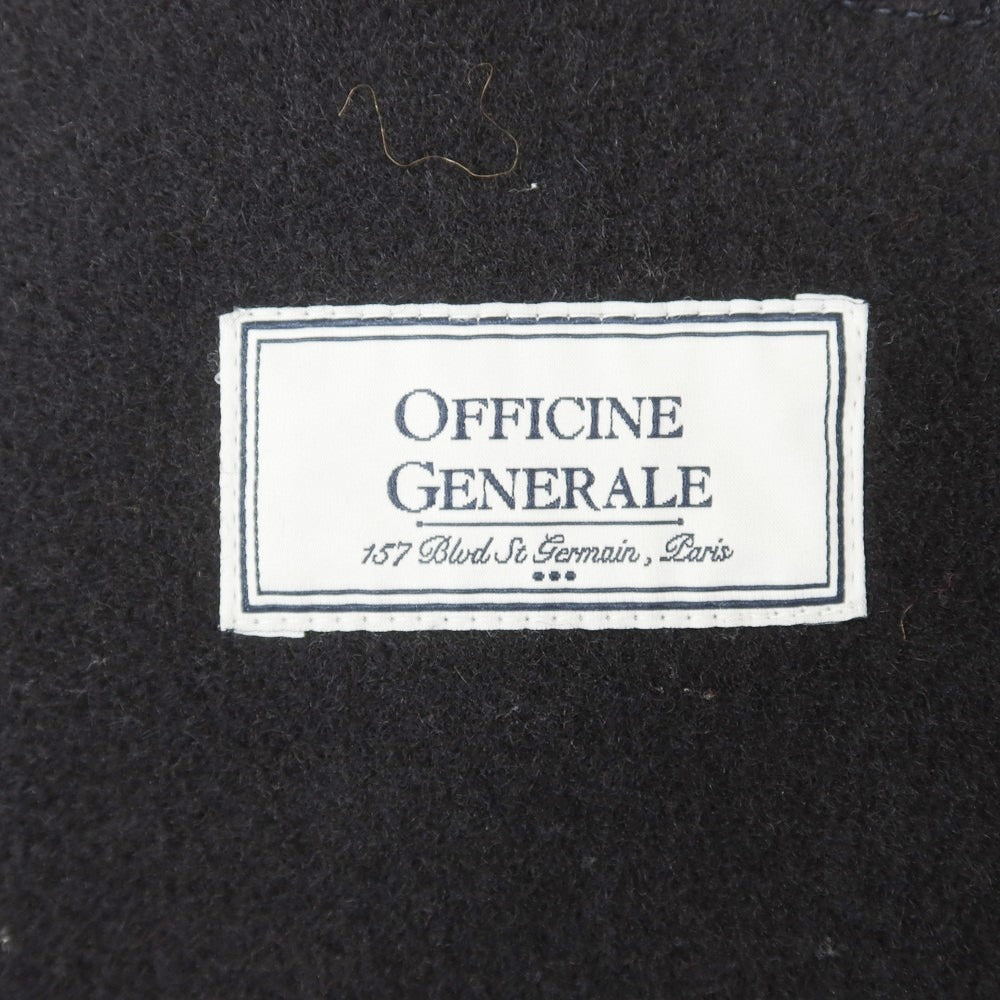 OFFICINE
GENERALE
157 Blvd St Germain, Paris